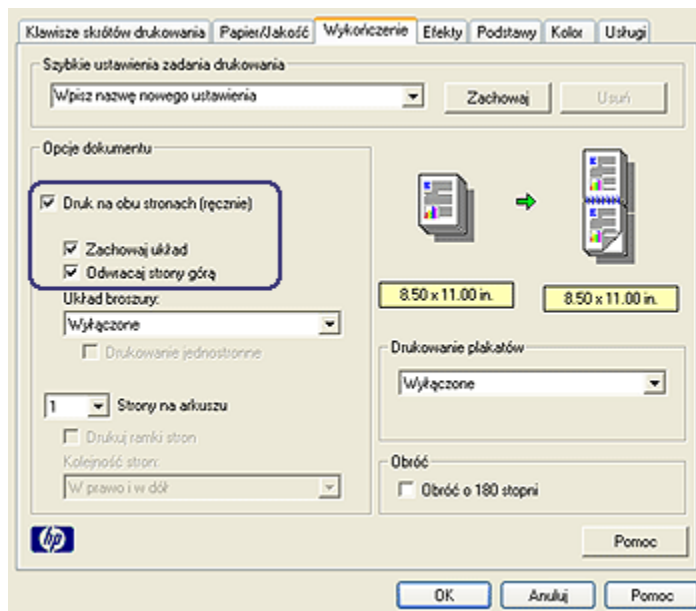 Klawisze skrótów drukowania Papier/Jakość Wykończenie Efekty Podstawy Kolor Usługi
Szybkie ustawienia zadania drukowania
Wpisz nazwę nowego ustawienia Zachowaj Usuń
Opcje dokumentu
Druk na obu stronach (ręcznie)
Zachowaj układ
Odwracaj strony górą
Układ broszury:
Wyłączone
Drukowanie jednostronne
1 Strony na arkuszu
Drukuj ramki stron
Kolejność stron:
W prawo i w dół
8.50 x 11.00 in. 8.50 x 11.00 in.
Drukowanie plakatów
Wyłączone
Obróć
Obróć o 180 stopni
hp
Pomoc
OK Anuluj Pomoc